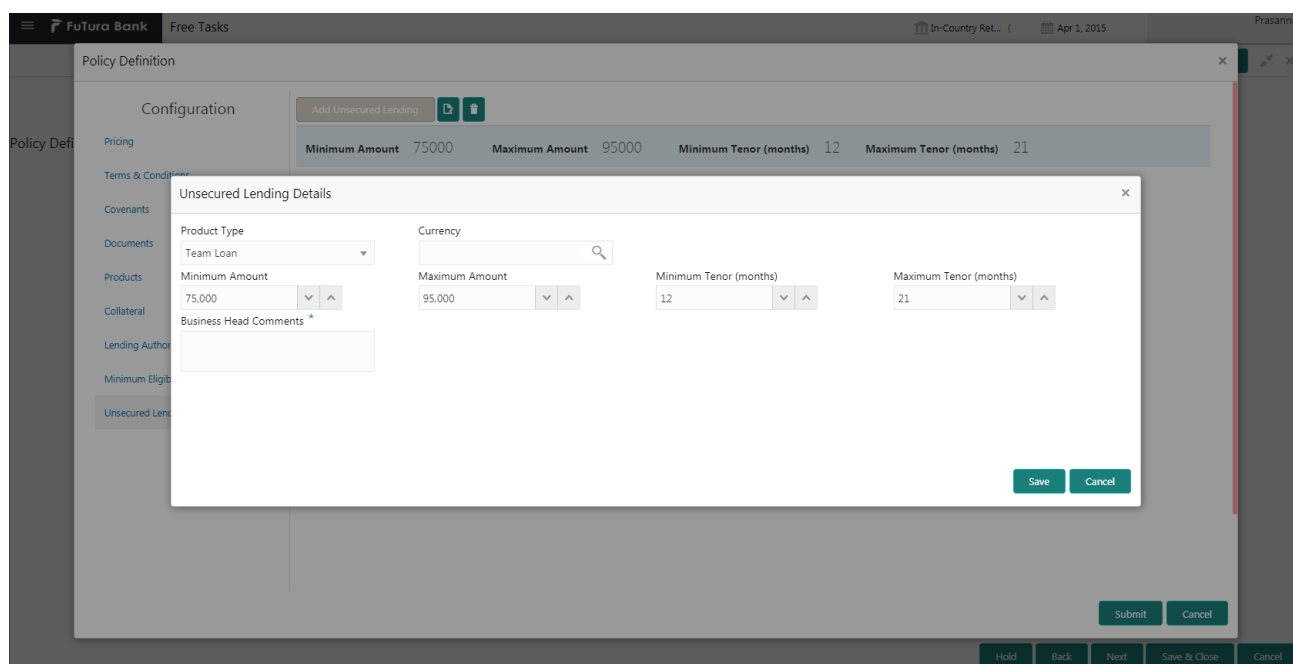 FuTura Bank Free Tasks In-Country Ret... ( Apr 1, 2015 Prasann
Policy Definition
Configuration Add Unsecured Lending
Policy Defi Pricing Minimum Amount 75000 Maximum Amount 95000 Minimum Tenor (months) 12 Maximum Tenor (months) 21
Terms & Conditions
Unsecured Lending Details
Covenants
Product Type Currency
Documents Team Loan
Products Minimum Amount Maximum Amount Minimum Tenor (months) Maximum Tenor (months)
75,000 95,000 12 21
Collateral
Business Head Comments *
Lending Author
Minimum Eligib
Unsecured Lend
Save Cancel
Submit Cancel
Hold Back Next Save & Close Cancel